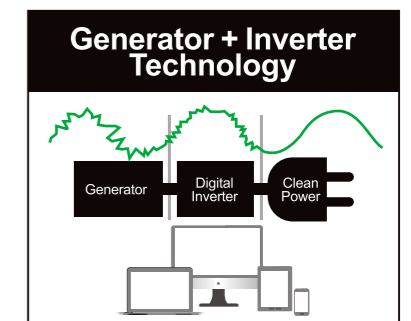 Generator + Inverter
Technology
Generator
Digital
Inverter
Clean
Power